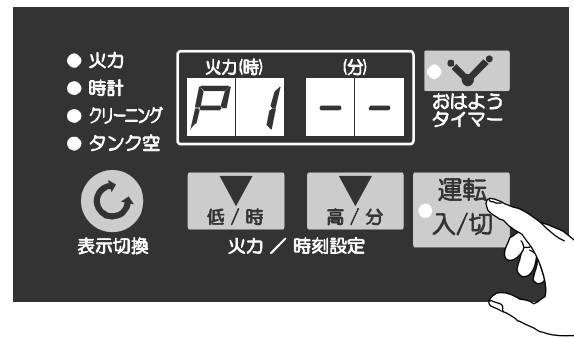 火力
時計
クリーニング
タンク空
火力(時) (分)
P1 --
おはよう
タイマー
表示切換
低/時
高/分
火力 / 時刻設定
運転
入/切